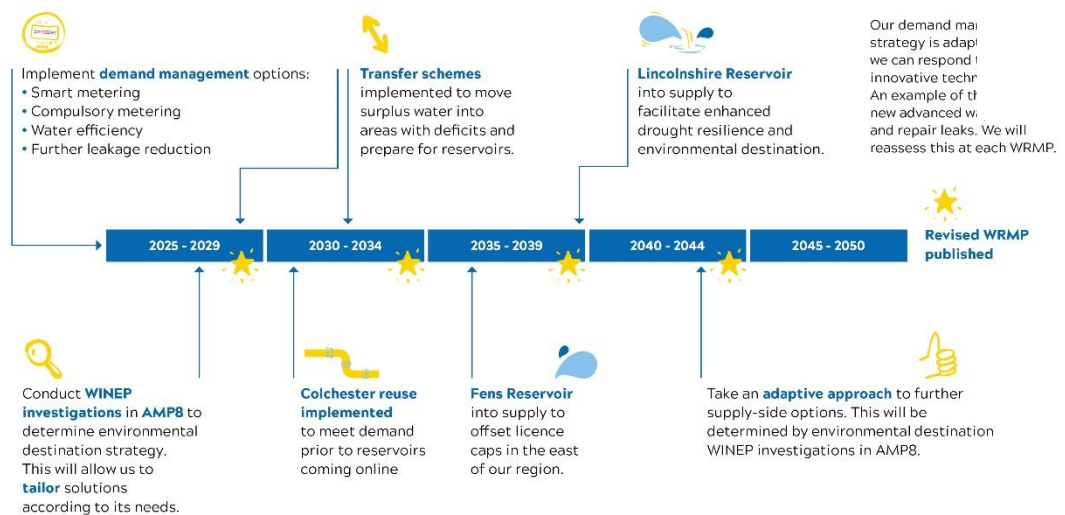 Implement demand management options:
• Smart metering
• Compulsory metering
• Water efficiency
• Further leakage reduction
Transfer schemes
implemented to move
surplus water into
areas with deficits and
prepare for reservoirs.
Lincolnshire Reservoir
into supply to
facilitate enhanced
drought resilience and
environmental destination.
Our demand
strategy is
we can respond
innovative
An example of
new advanced
and repair leaks. We will
reassess this at each WRMP.
2025 - 2029
2030 - 2034
2035 - 2039
2040 - 2044
2045 - 2050
Revised WRMP
published
Conduct WINEP
investigations in AMP8 to
determine environmental
destination strategy.
This will allow us to
tailor solutions
according to its needs.
Colchester reuse
implemented
to meet demand
prior to reservoirs
coming online
Fens Reservoir
into supply to
offset licence
caps in the east
of our region.
Take an adaptive approach to further
supply-side options. This will be
determined by environmental destination
WINEP investigations in AMP8.